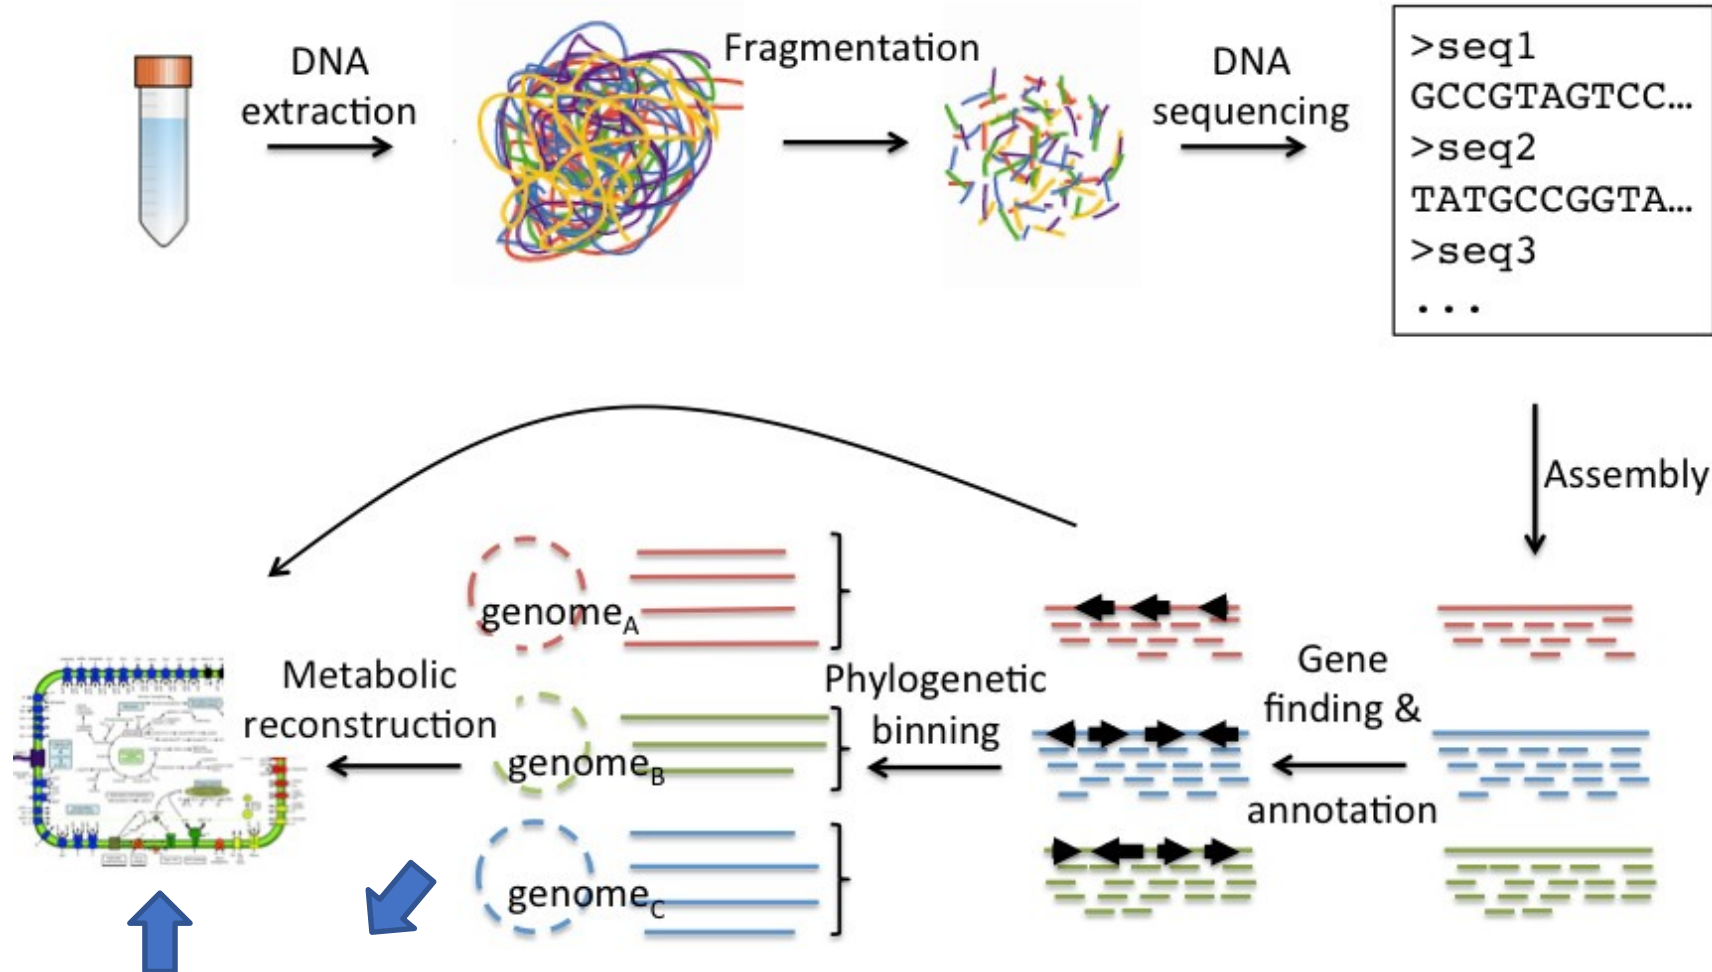 DNA
extraction
Fragmentation
DNA
sequencing
>seq1
GCCGTAGTCC...
>seq2
TATGCCGGTA...
>seq3
...
Assembly
Gene
finding &
annotation
Phylogenetic
binning
genomeA
genomeB
genomeC
Metabolic
reconstruction